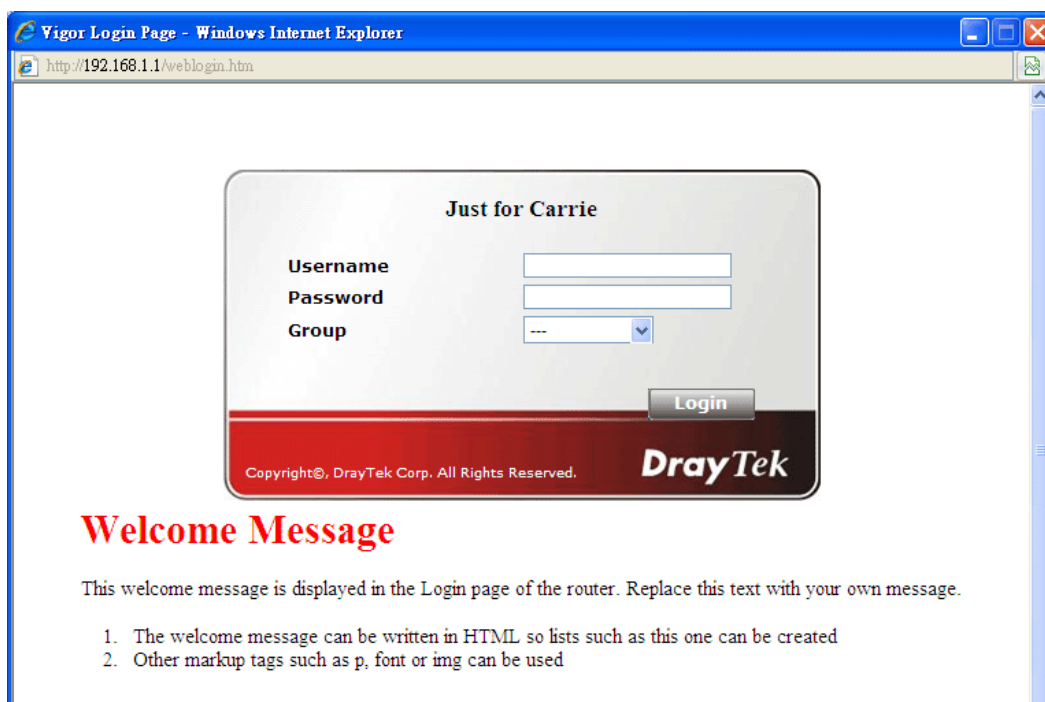 Vigor Login Page - Windows Internet Explorer
http://192.168.1.1/weblogin.htm
Just for Carrie
Username
Password
Group
---
Login
Copyright©, DrayTek Corp. All Rights Reserved.
DrayTek
Welcome Message
This welcome message is displayed in the Login page of the router. Replace this text with your own message.
1. The welcome message can be written in HTML so lists such as this one can be created
2. Other markup tags such as p, font or img can be used